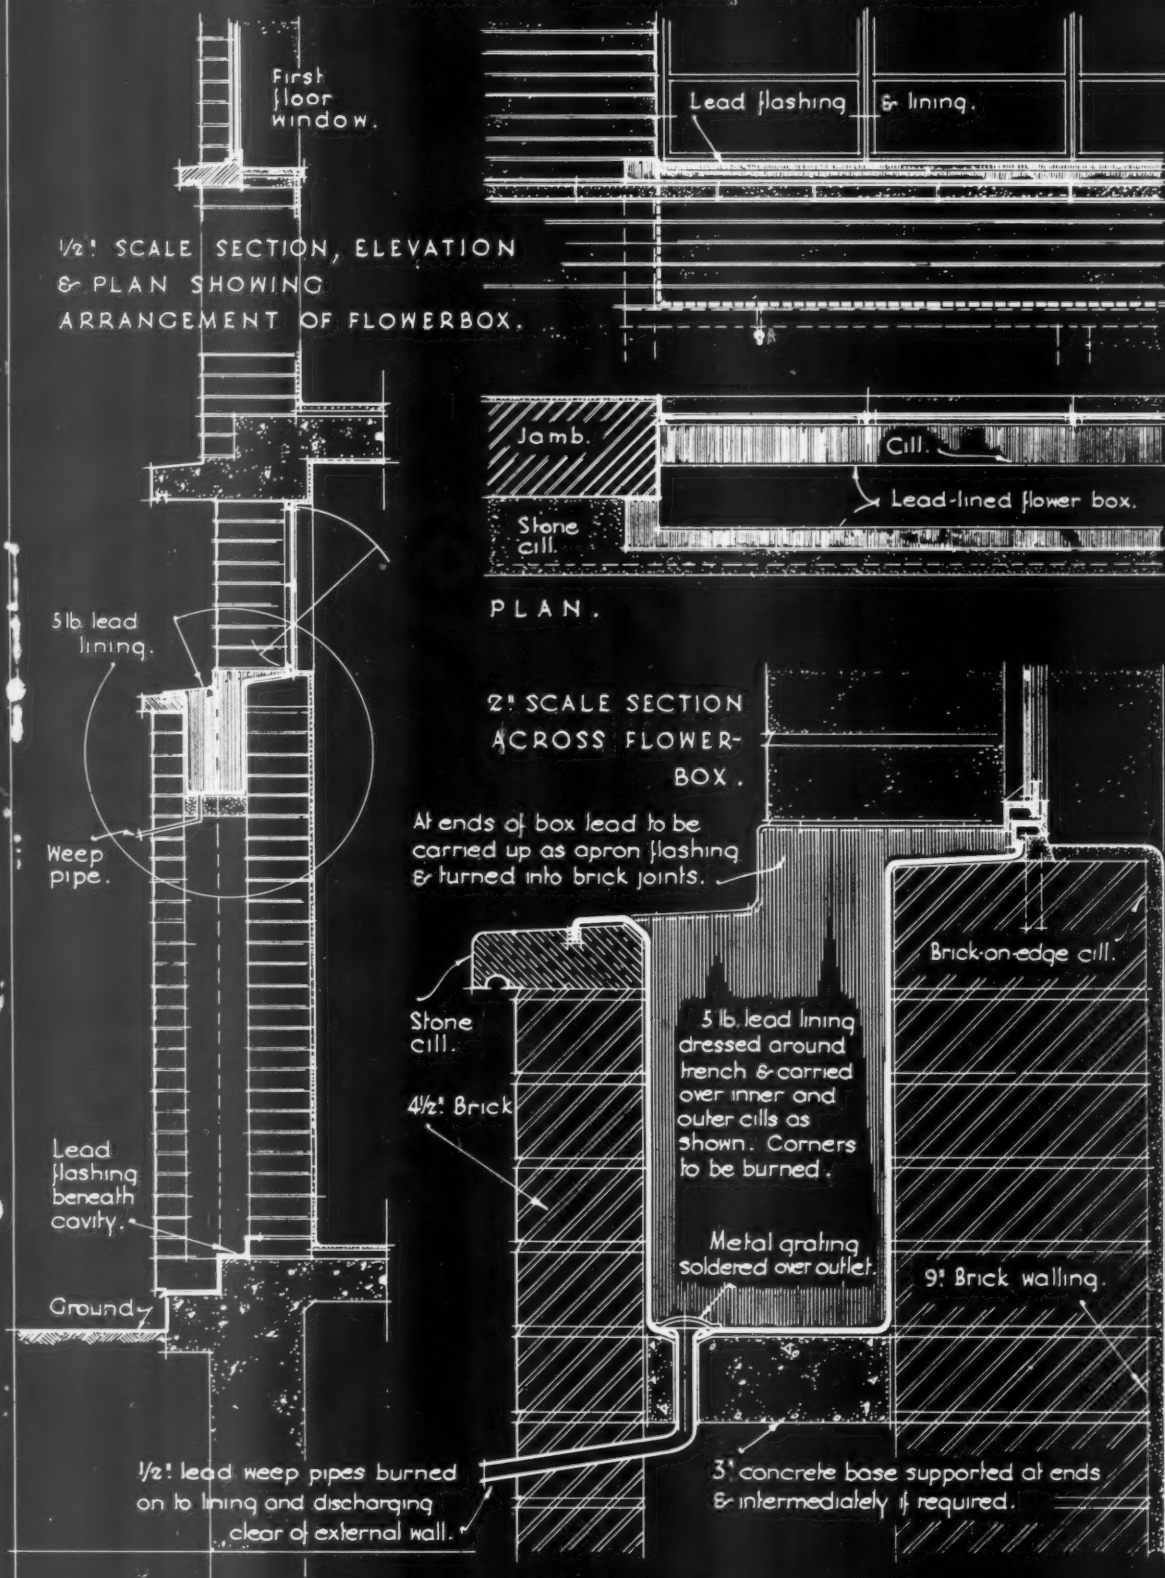 First
floor
window.
Lead flashing & lining.
1/2" SCALE SECTION, ELEVATION
& PLAN SHOWING
ARRANGEMENT OF FLOWERBOX.
A
Jamb.
Cill.
Lead-lined flower box.
Stone
cill.
PLAN.
5 lb. lead
lining.
Weep
pipe.
Lead
flashing
beneath
cavity.
Ground
2" SCALE SECTION
ACROSS FLOWER-
BOX.
At ends of box lead to be
carried up as apron flashing
& turned into brick joints.
Brick-on-edge cill.
Stone
cill.
4 1/2" Brick
5 lb. lead lining
dressed around
trench & carried
over inner and
outer cills as
shown. Corners
to be burned.
Metal grating
soldered over outlet.
9" Brick walling.
1/2" lead weep pipes burned
on to lining and discharging
clear of external wall.
3" concrete base supported at ends
& intermediately if required.